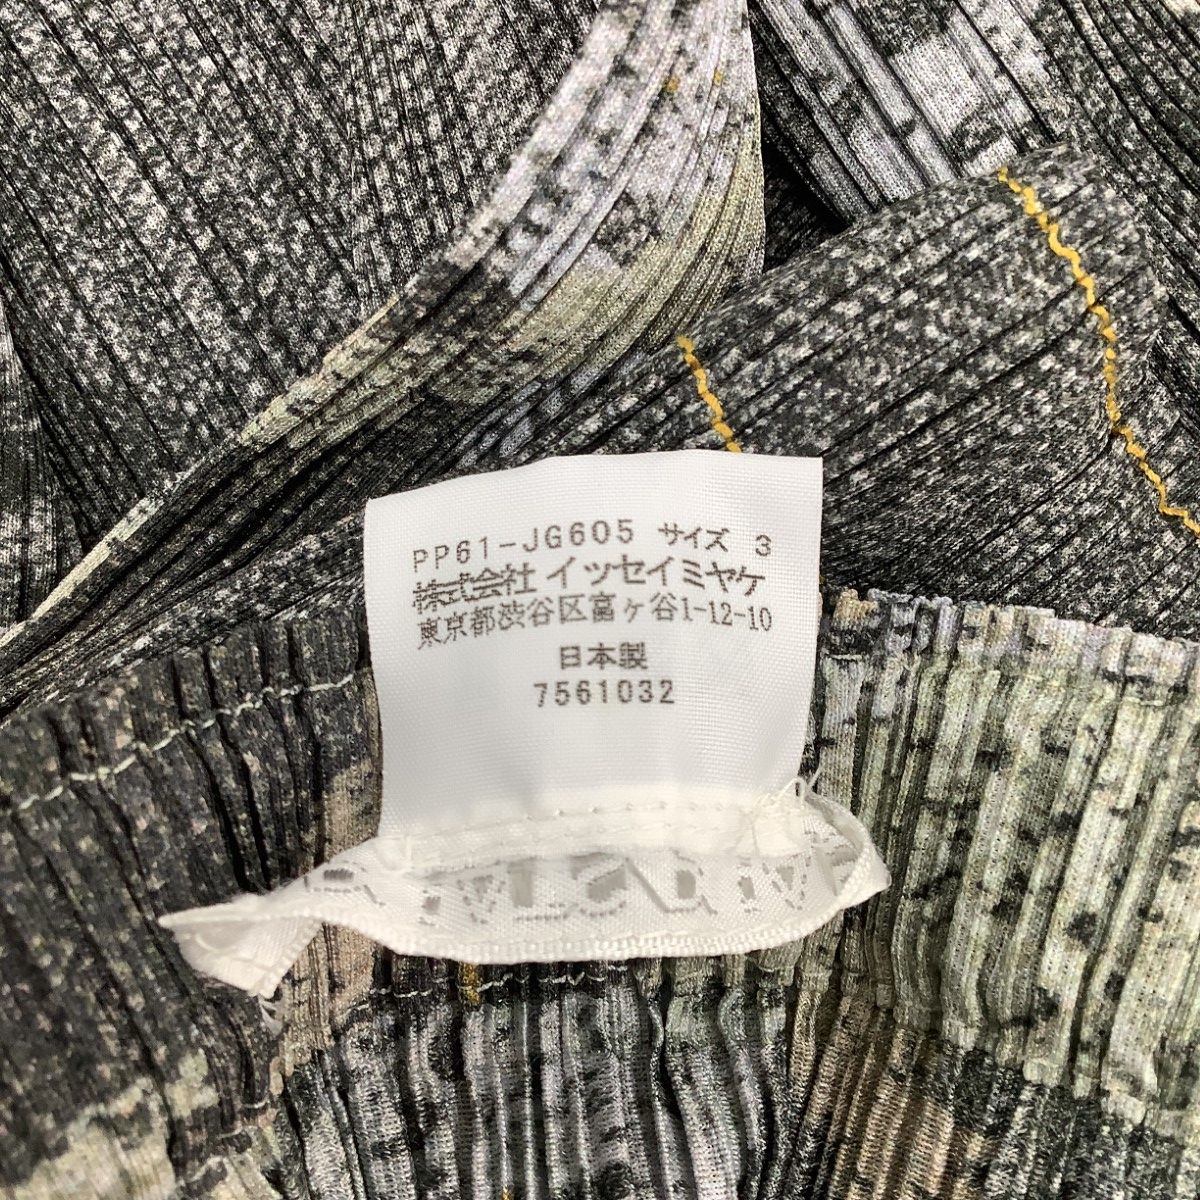 PP61-JG605 サイズ 3
株式会社 イッセイミヤケ
東京都渋谷区富ヶ谷1-12-10
日本製
7561032